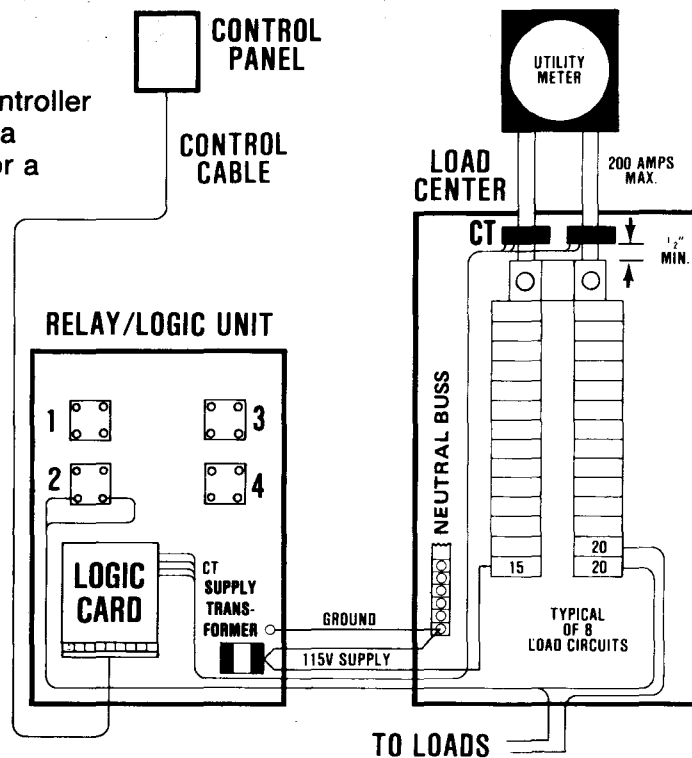 CONTROL
PANEL
ntroller
a
or a
CONTROL
CABLE
UTILITY
METER
LOAD
CENTER
200 AMPS
MAX.
CT
1/2"
MIN.
RELAY/LOGIC UNIT
1
3
2
4
NEUTRAL BUSS
LOGIC
CARD
CT
SUPPLY
TRANS-
FORMER
GROUND
115V SUPPLY
15
20
20
TYPICAL
OF 8
LOAD CIRCUITS
TO LOADS